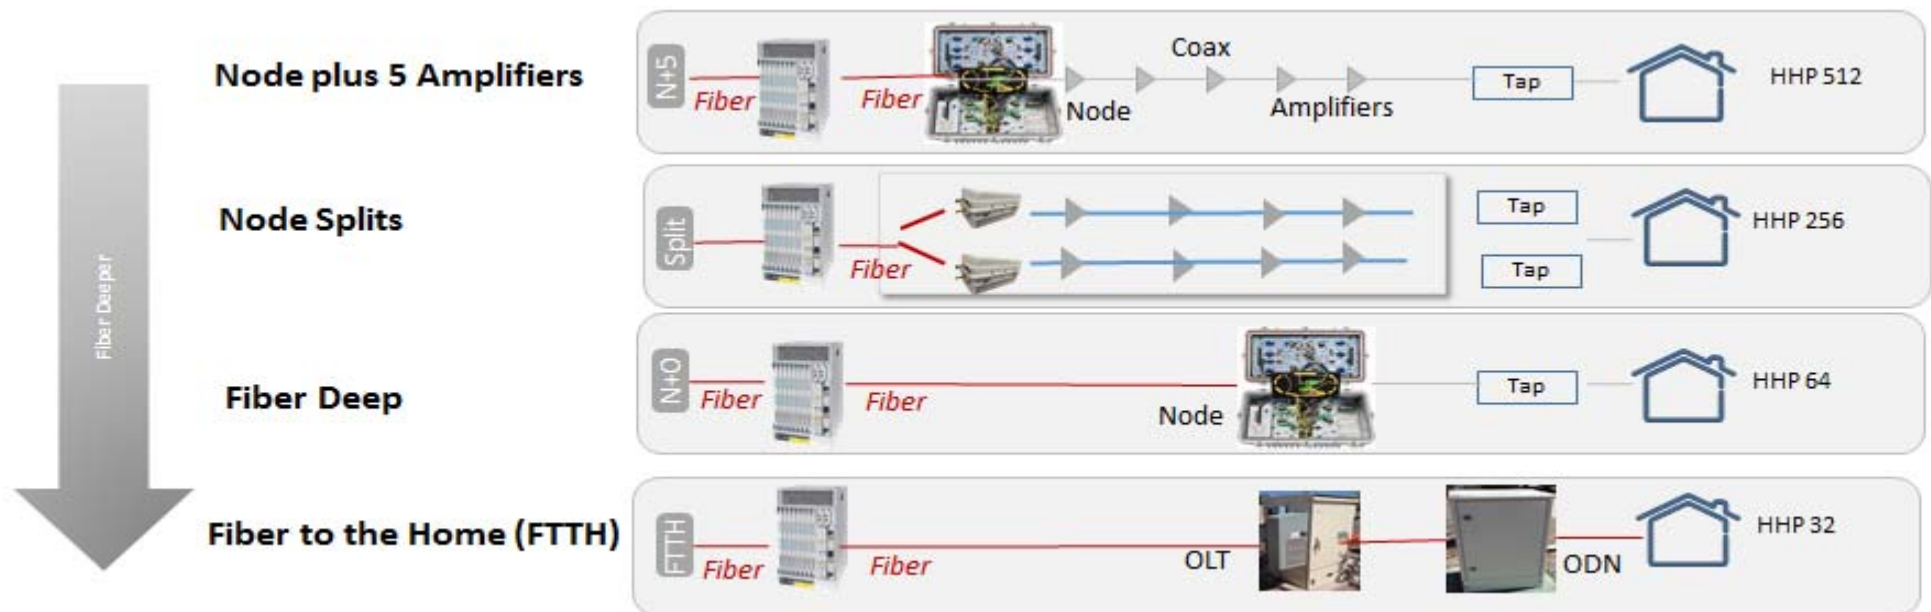 Fiber Deeper
Node plus 5 Amplifiers
N+5
Fiber
Fiber
Node
Coax
Amplifiers
Tap
HHP 512
Node Splits
Split
Fiber
Tap
Tap
HHP 256
Fiber Deep
N+0
Fiber
Fiber
Node
Tap
HHP 64
Fiber to the Home (FTTH)
FTTH
Fiber
Fiber
OLT
ODN
HHP 32